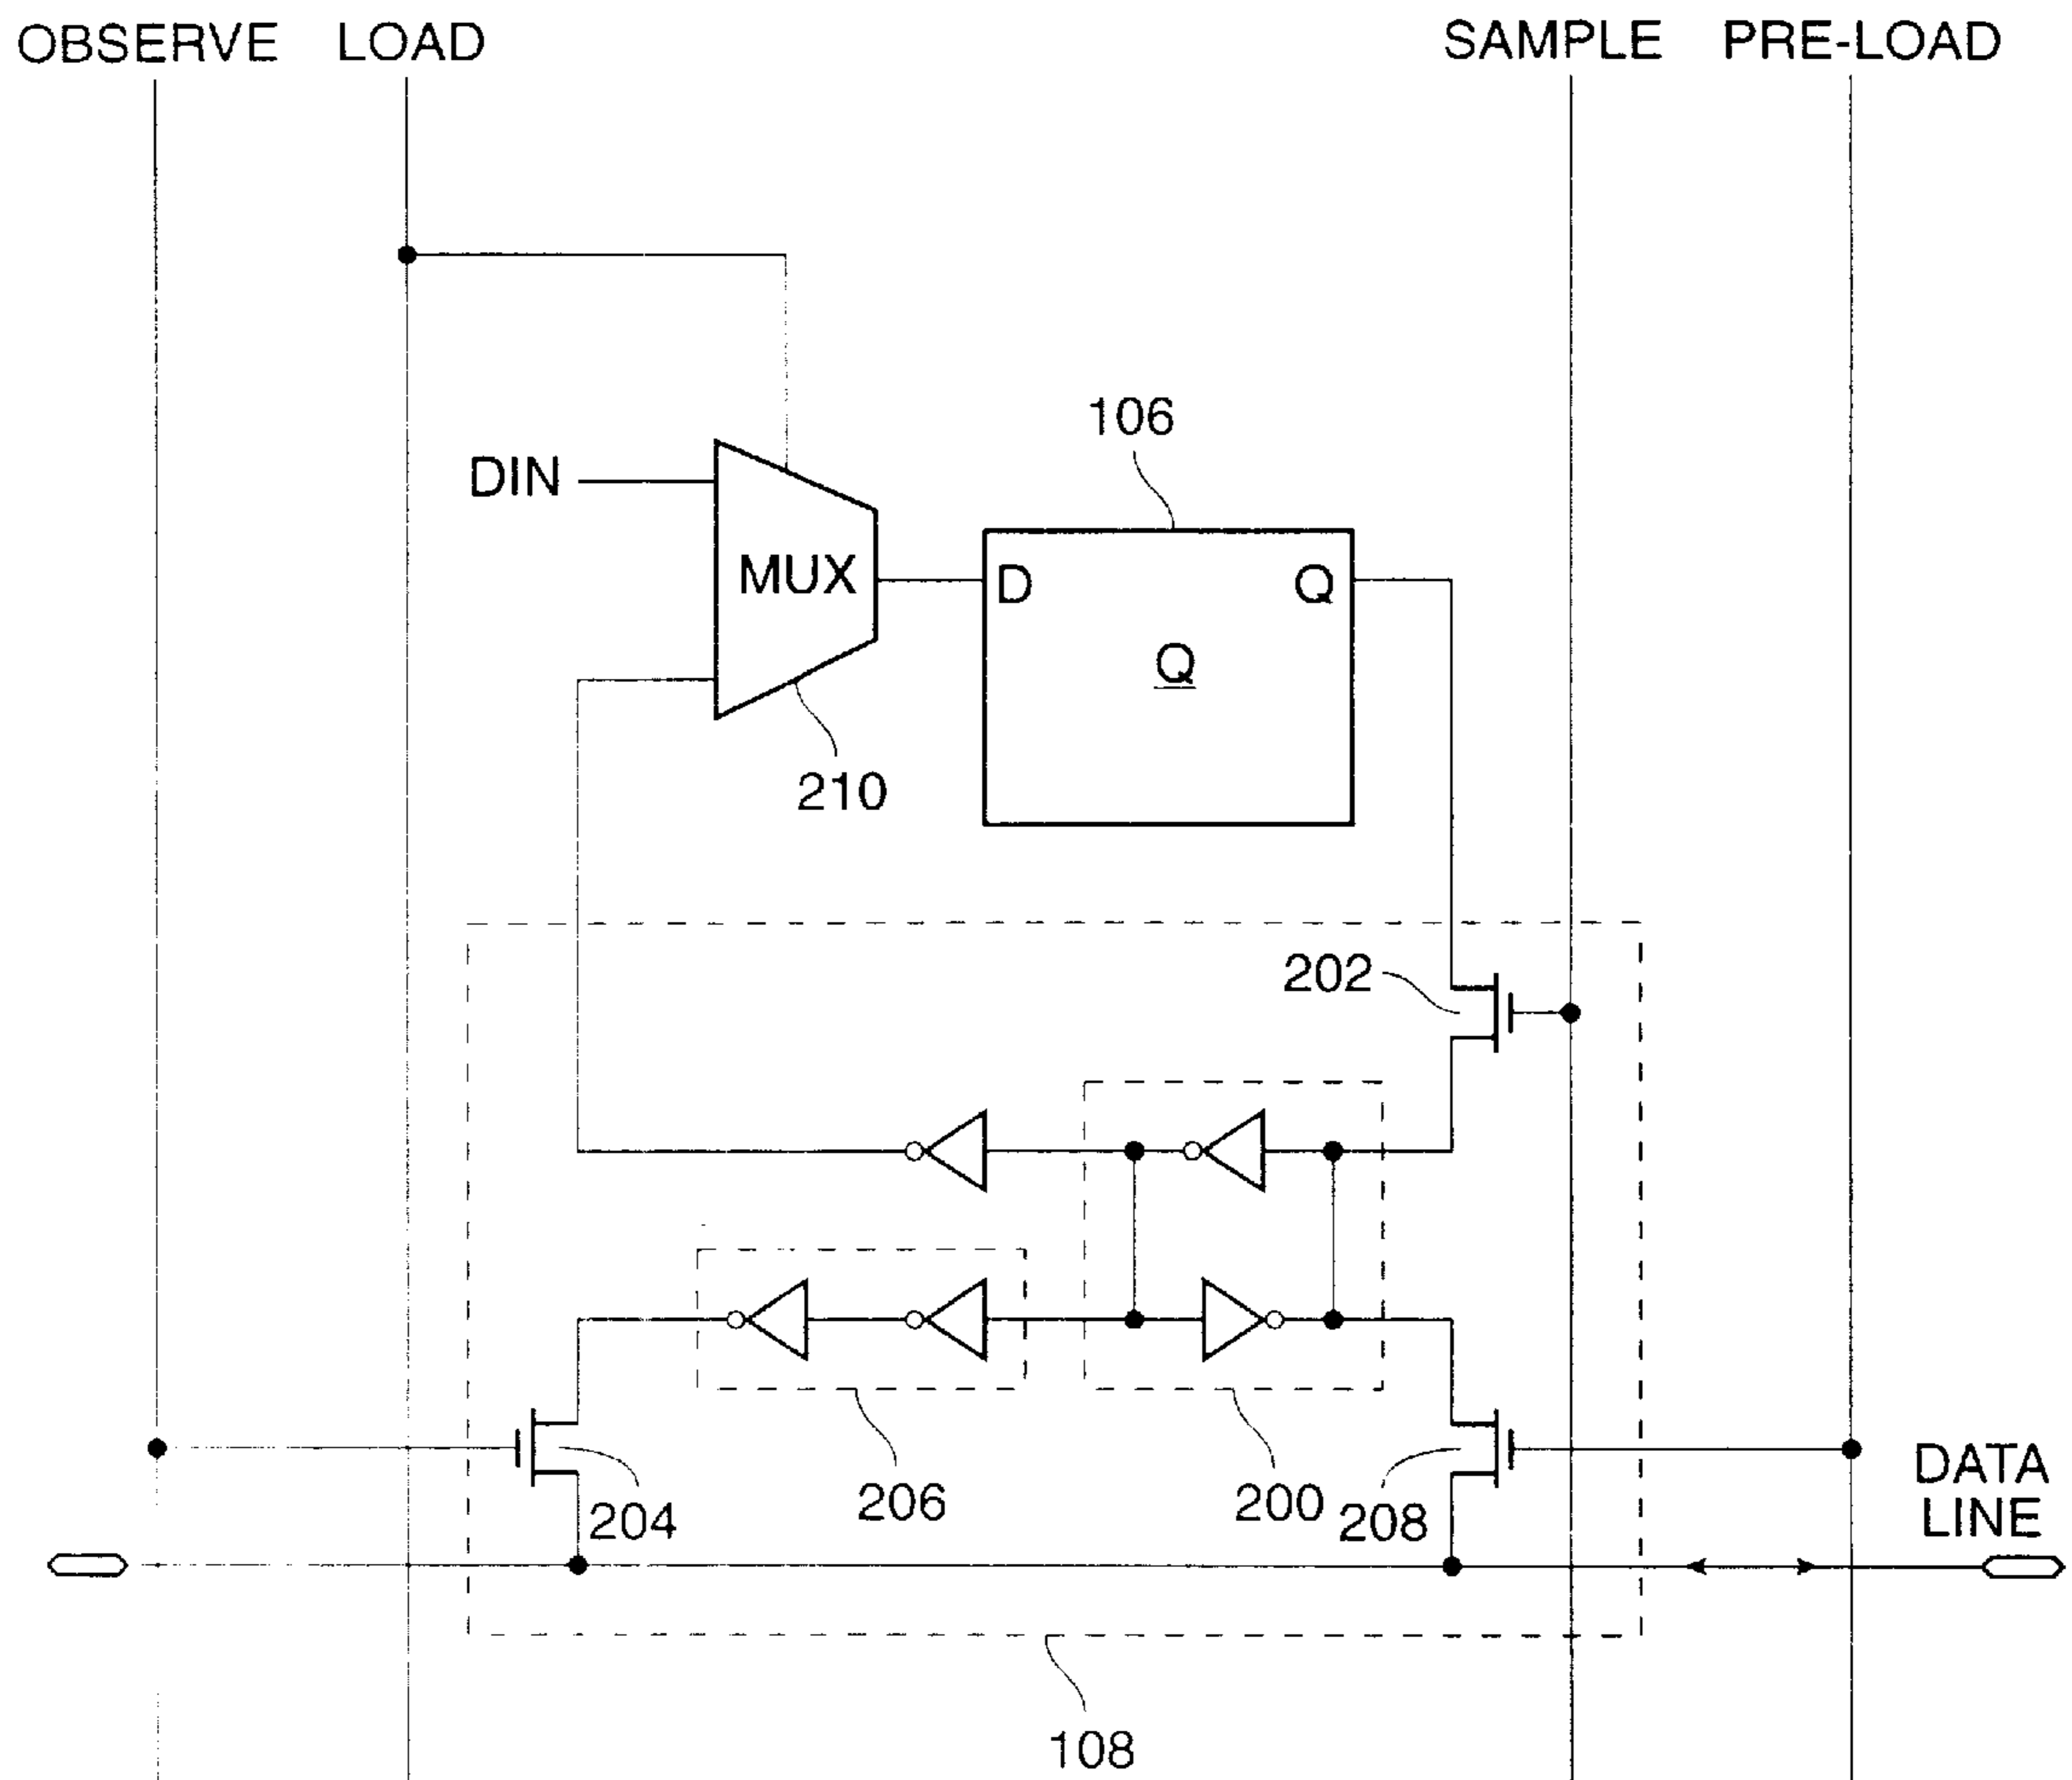 OBSERVE LOAD SAMPLE PRE-LOAD
106
DIN
MUX
D Q
Q
210
202
206
200
204
208
DATA
LINE
108